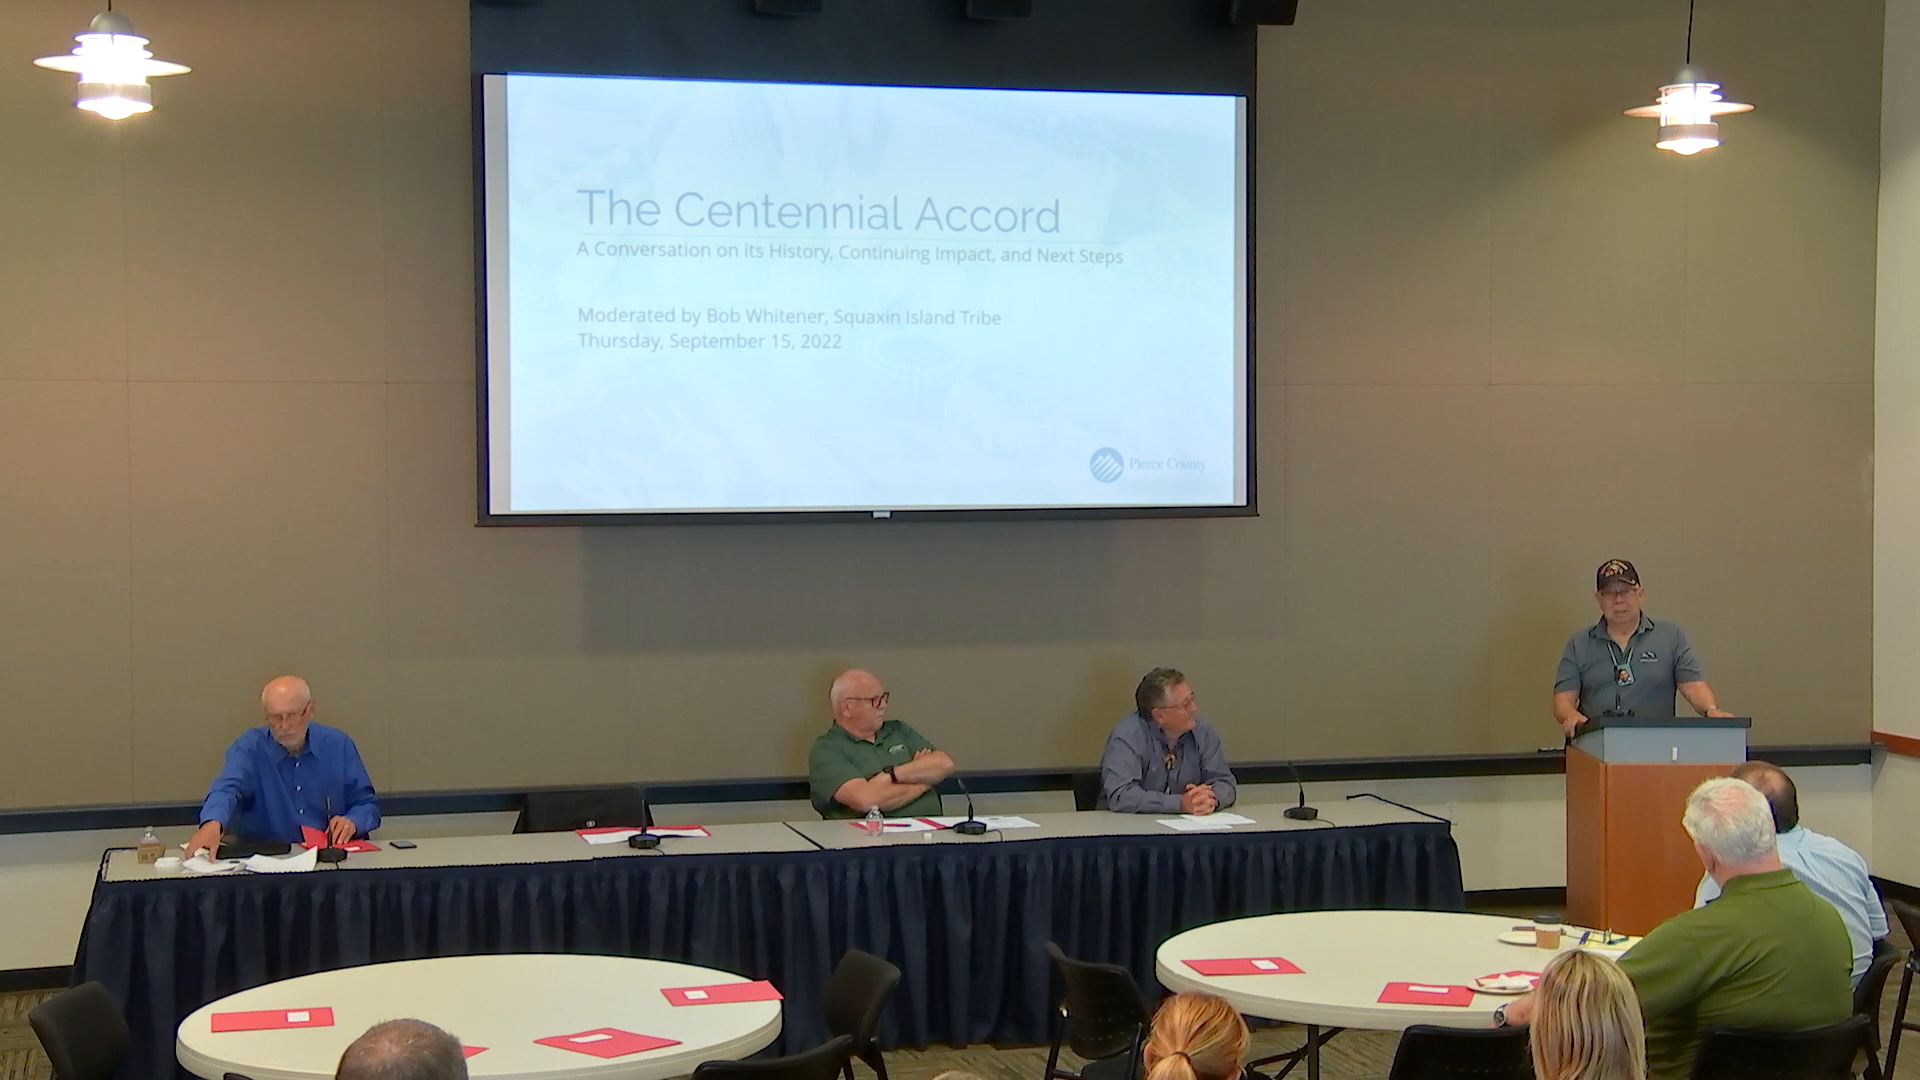 The Centennial Accord
A Conversation on its History, Continuing Impact, and Next Steps
Moderated by Bob Whitener, Squaxin Island Tribe
Thursday, September 15, 2022
Pierce County